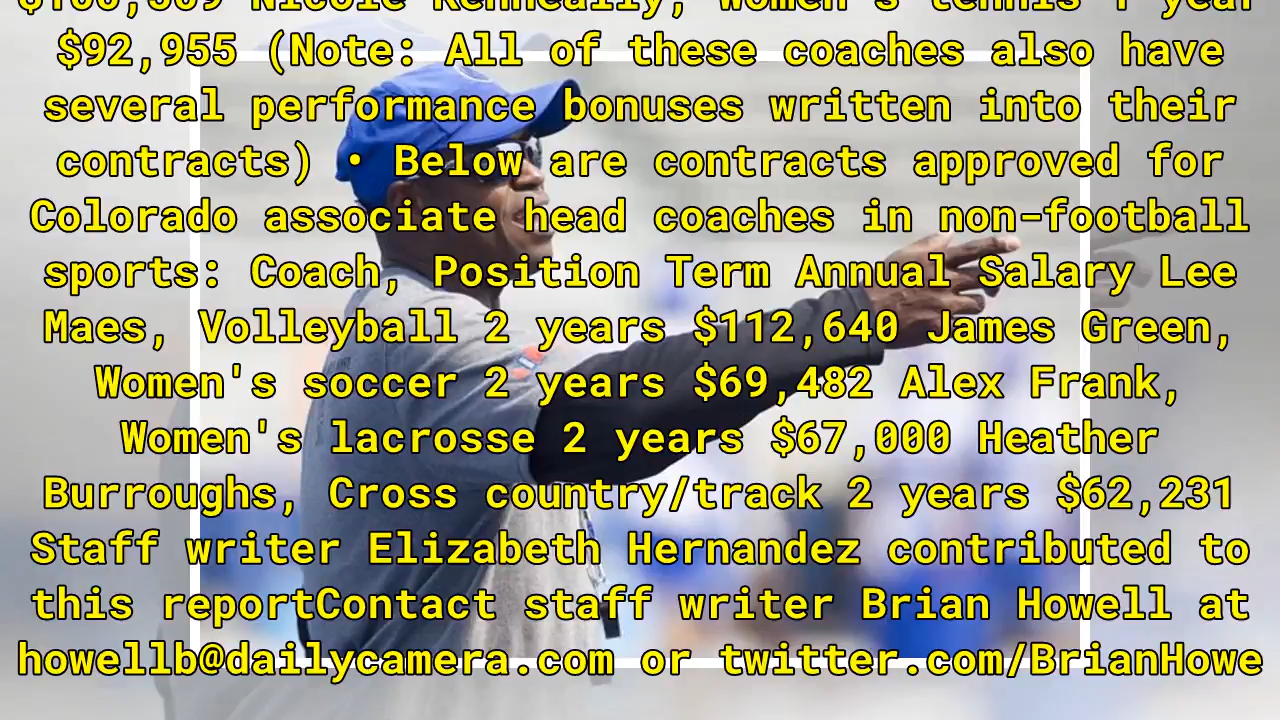 $100,509 Nicole Kenneally, Women's tennis 1 year
$92,955 (Note: All of these coaches also have
several performance bonuses written into their
contracts) • Below are contracts approved for
Colorado associate head coaches in non-football
sports: Coach, Position Term Annual Salary Lee
Maes, Volleyball 2 years $112,640 James Green,
Women's soccer 2 years $69,482 Alex Frank,
Women's lacrosse 2 years $67,000 Heather
Burroughs, Cross country/track 2 years $62,231
Staff writer Elizabeth Hernandez contributed to
this reportContact staff writer Brian Howell at
howellb@dailycamera.com or twitter.com/BrianHowe